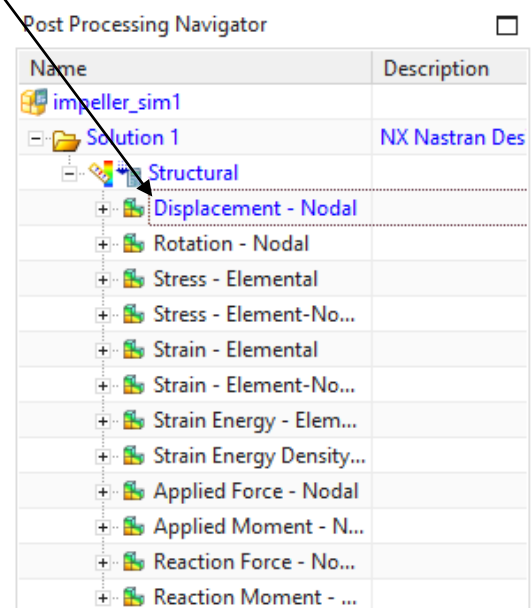 Post Processing Navigator
Name Description
impeller_sim1
Solution 1 NX Nastran Des
Structural
Displacement - Nodal
Rotation - Nodal
Stress - Elemental
Stress - Element-No...
Strain - Elemental
Strain - Element-No...
Strain Energy - Elem...
Strain Energy Density...
Applied Force - Nodal
Applied Moment - N...
Reaction Force - No...
Reaction Moment - ...